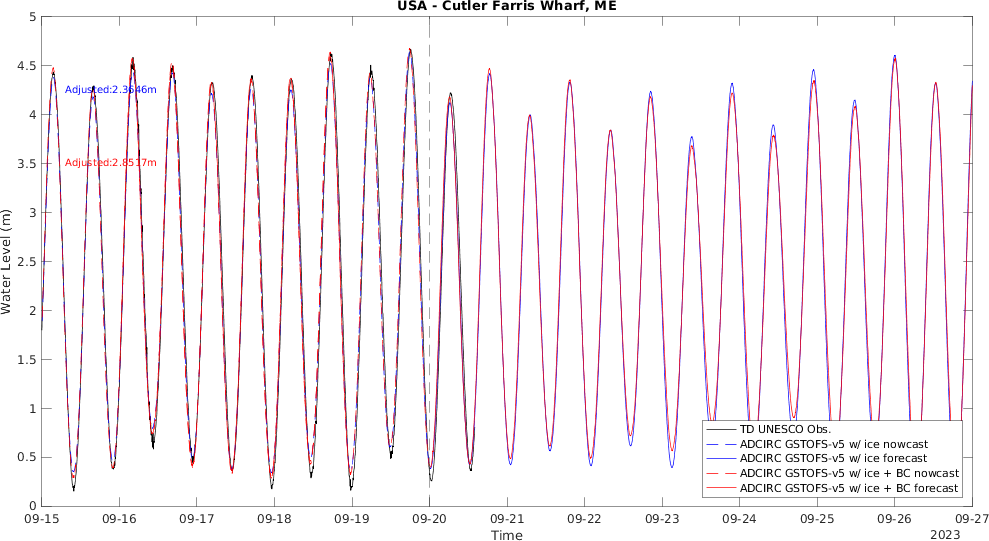 USA - Cutler Farris Wharf, ME
5
4.5
Adjusted:2.3646m
4
3.5
Adjusted:2.8517m
3
Water Level (m)
2.5
2
1.5
1
0.5
0
TD UNESCO Obs.
ADCIRC GSTOFS-v5 w/ ice nowcast
ADCIRC GSTOFS-v5 w/ ice forecast
ADCIRC GSTOFS-v5 w/ ice + BC nowcast
ADCIRC GSTOFS-v5 w/ ice + BC forecast
09-15 09-16 09-17 09-18 09-19 09-20 09-21 09-22 09-23 09-24 09-25 09-26 09-27
Time
2023